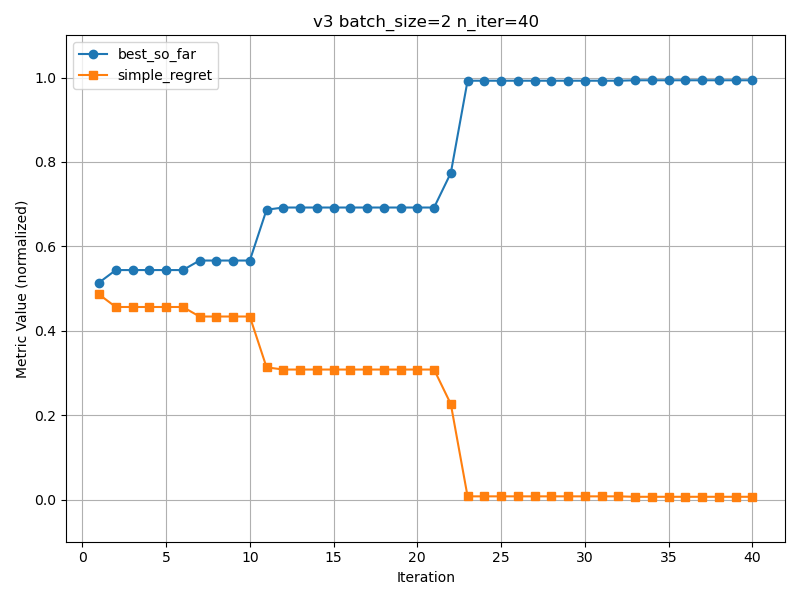 v3 batch_size=2 n_iter=40
best_so_far
simple_regret
Metric Value (normalized)
1.0
0.8
0.6
0.4
0.2
0.0
0 5 10 15 20 25 30 35 40
Iteration